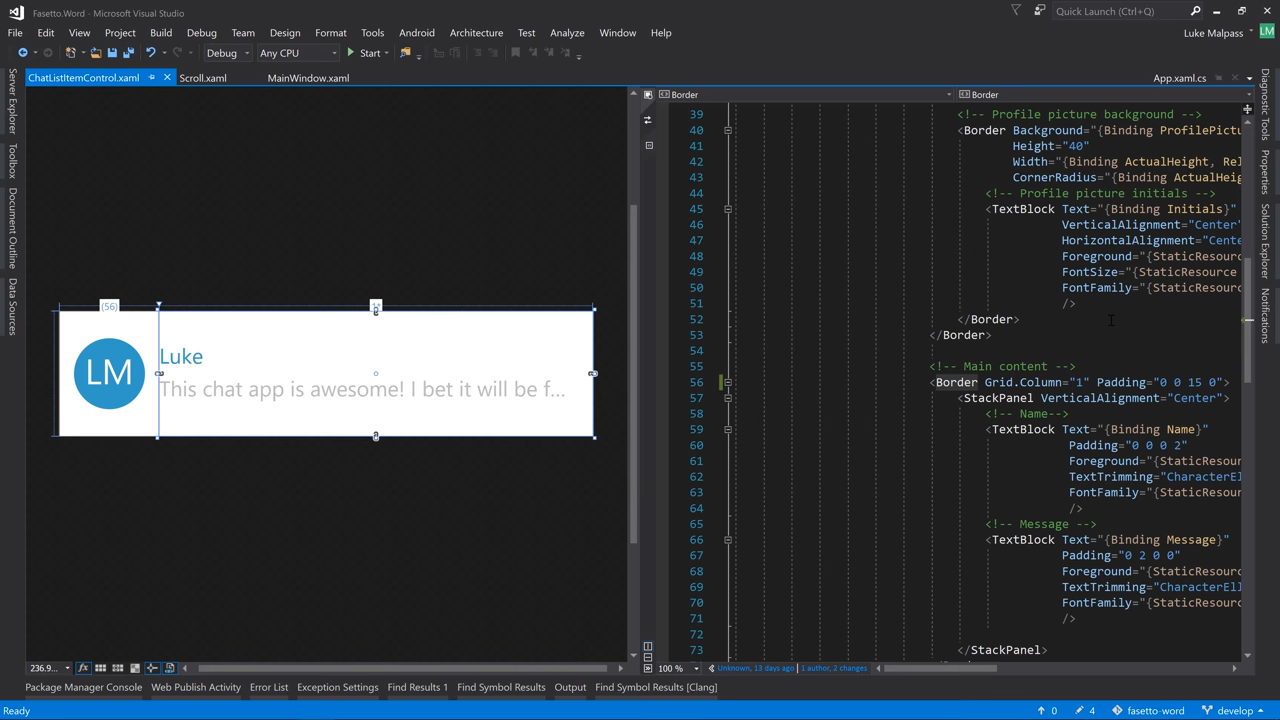 Fasetto.Word - Microsoft Visual Studio
Quick Launch (Ctrl+Q)
File Edit View Project Build Debug Team Design Format Tools Android Architecture Test Analyze Window Help
Luke Malpass LM
Debug Any CPU Start
ChatListItemControl.xaml Scroll.xaml MainWindow.xaml App.xaml.cs
Server Explorer
Toolbox
Document Outline
Data Sources
(56) 1*
LM
Luke
This chat app is awesome! I bet it will be f...
Border Border
39 <!-- Profile picture background -->
40 <Border Background="{Binding ProfilePictu
41 Height="40"
42 Width="{Binding ActualHeight, Rel
43 CornerRadius="{Binding ActualHeig
44 <!-- Profile picture initials -->
45 <TextBlock Text="{Binding Initials}"
46 VerticalAlignment="Center"
47 HorizontalAlignment="Cente
48 Foreground="{StaticResourc
49 FontSize="{StaticResource
50 FontFamily="{StaticResourc
51 />
52 </Border>
53 </Border>
54
55 <!-- Main content -->
56 <Border Grid.Column="1" Padding="0 0 15 0">
57 <StackPanel VerticalAlignment="Center">
58 <!-- Name-->
59 <TextBlock Text="{Binding Name}"
60 Padding="0 0 0 2"
61 Foreground="{StaticResour
62 TextTrimming="CharacterEl
63 FontFamily="{StaticResour
64 />
65 <!-- Message -->
66 <TextBlock Text="{Binding Message}"
67 Padding="0 2 0 0"
68 Foreground="{StaticResour
69 TextTrimming="CharacterEll
70 FontFamily="{StaticResour
71 />
72
73 </StackPanel>
Diagnostic Tools
Properties
Solution Explorer
Notifications
236.9... fx
100 % Unknown, 13 days ago 1 author, 2 changes
Package Manager Console Web Publish Activity Error List Exception Settings Find Results 1 Find Symbol Results Output Find Symbol Results [Clang]
Ready 0 4 fasetto-word develop